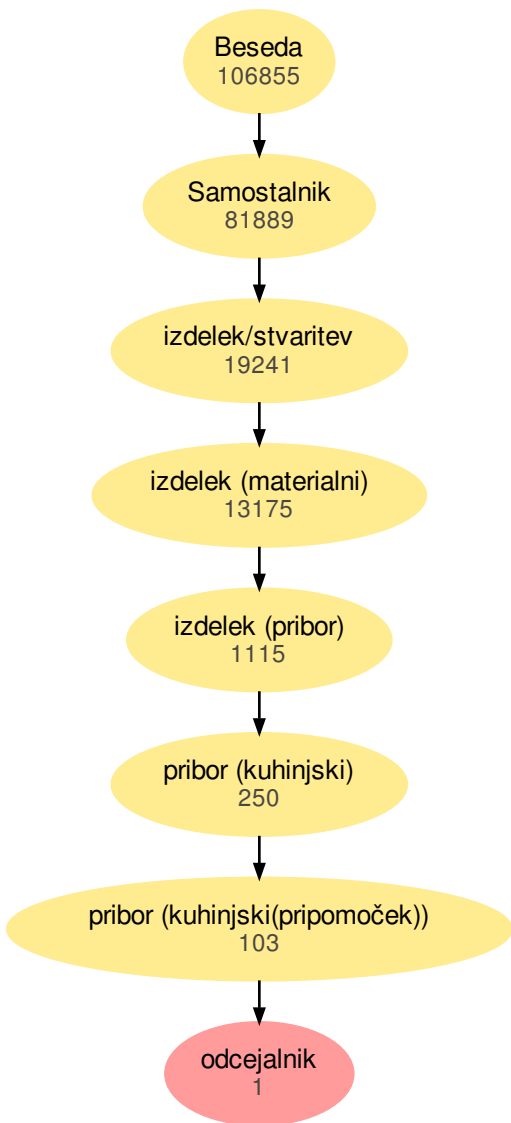 Beseda
106855
Samostalnik
81889
izdelek/stvaritev
19241
izdelek (materialni)
13175
izdelek (pribor)
1115
pribor (kuhinjski)
250
pribor (kuhinjski(pripomoček))
103
odcejalnik
1